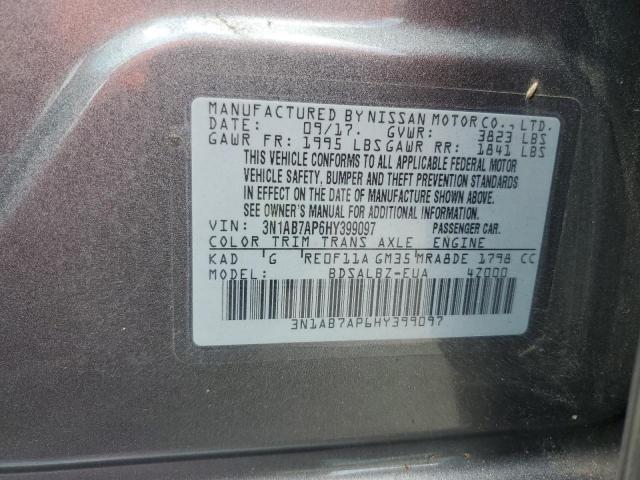 MANUFACTURED BY NISSAN MOTOR CO., LTD.
DATE: 09/17. GVWR: 3823 LBS
GAWR FR: 1995 LBS GAWR RR: 1841 LBS
THIS VEHICLE CONFORMS TO ALL APPLICABLE FEDERAL MOTOR
VEHICLE SAFETY, BUMPER AND THEFT PREVENTION STANDARDS
IN EFFECT ON THE DATE OF MANUFACTURE SHOWN ABOVE.
SEE OWNER'S MANUAL FOR ADDITIONAL INFORMATION.
VIN: 3N1AB7AP6HY399097 PASSENGER CAR.
COLOR TRIM TRANS AXLE ENGINE
KAD G RE0F11A GM35 MRA8DE 1798 CC
MODEL: BDSALBZ-EUA 4Z000
3N1AB7AP6HY399097